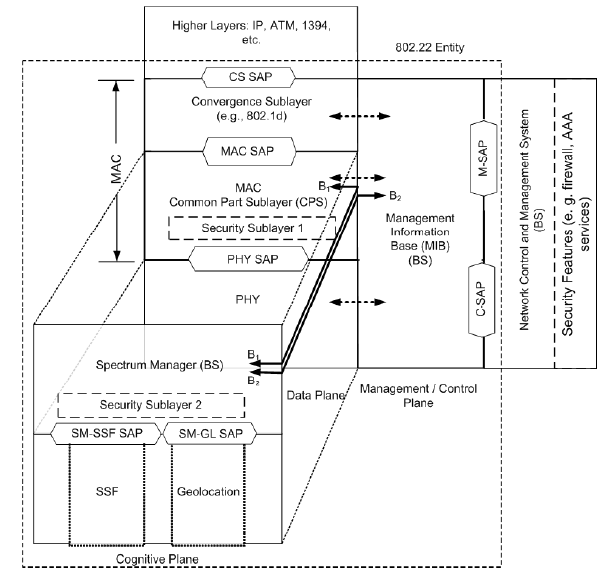 Higher Layers: IP, ATM, 1394,
etc.
802.22 Entity
CS SAP
Convergence Sublayer
(e.g., 802.1d)
MAC
MAC SAP
MAC
Common Part Sublayer (CPS)
B1
B2
Security Sublayer 1
Management
Information
Base (MIB)
(BS)
M-SAP
C-SAP
Network Control and Management System
(BS)
Security Features (e. g. firewall, AAA
services)
PHY SAP
PHY
Spectrum Manager (BS)
B1
B2
Data Plane
Management / Control
Plane
Security Sublayer 2
SM-SSF SAP
SM-GL SAP
SSF
Geolocation
Cognitive Plane